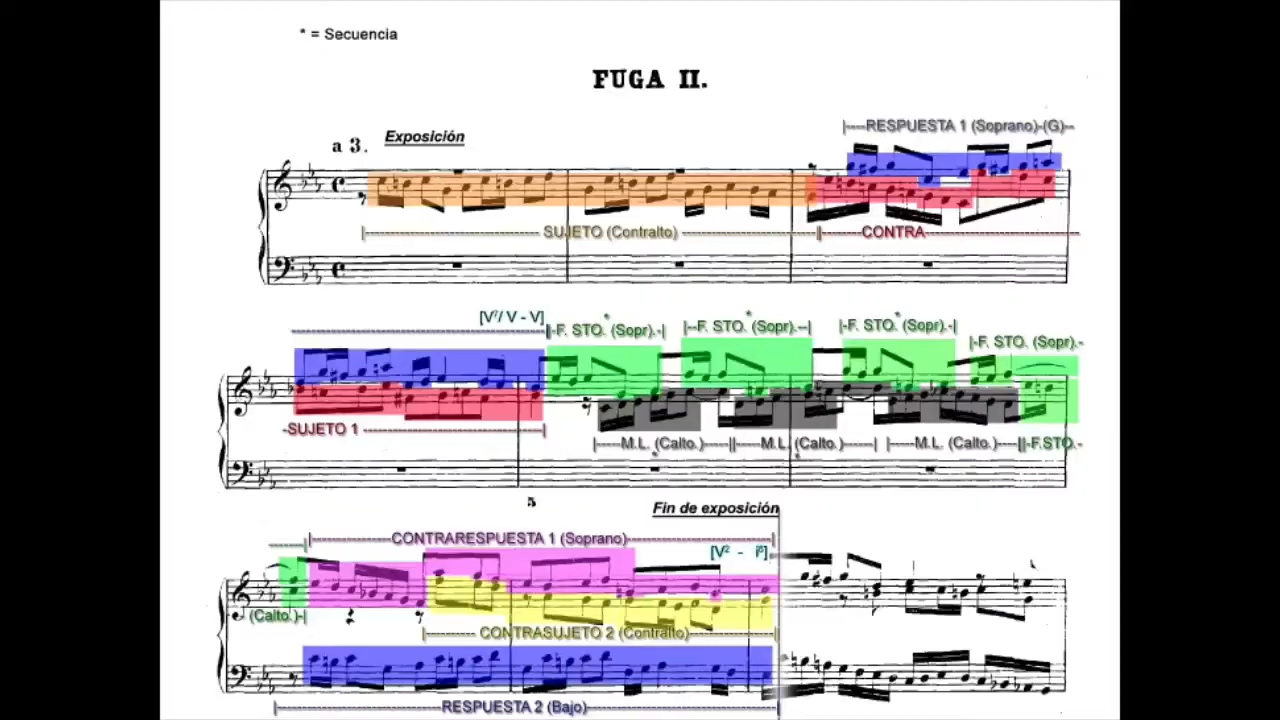 * = Secuencia
FUGA II.
|----RESPUESTA 1 (Soprano)-(G)--
a 3. Exposición
|---------------------------- SUJETO (Contralto) ----------------------||-------CONTRA-------------------------
[V⁷/ V - V]
-----------------------------------------||-F. STO.* (Sopr).-| |--F. STO.* (Sopr).--| |-F. STO.* (Sopr).-|
|-F. STO. (Sopr).-
-SUJETO 1 ------------------------------|
|-----M.L. (Calto.)-----||-----M.L. (Calto.)------| |-----M.L. (Calto.)----||-F.STO.-
* *
5
Fin de exposición
------| |-------------CONTRARESPUESTA 1 (Soprano)------------------------|
[V² - i⁶]
(Calto.)-|
|--------- CONTRASUJETO 2 (Contralto)----------------|
|---------------------------RESPUESTA 2 (Bajo)--------------------------------|